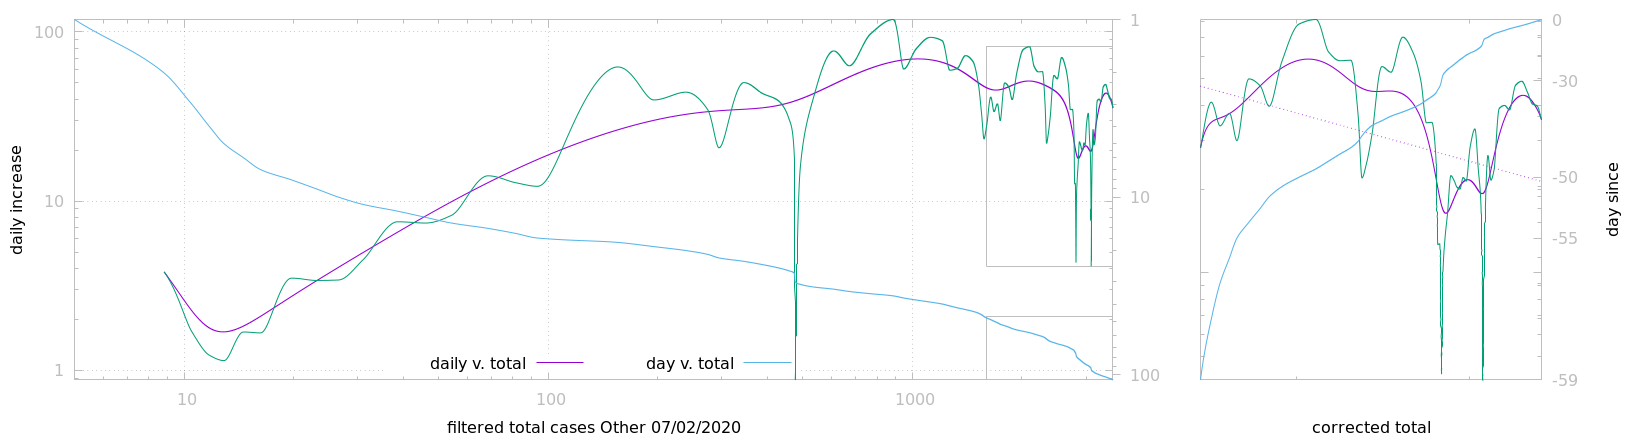 100
10
1
daily increase
10
100
1000
daily v. total
day v. total
filtered total cases Other 07/02/2020
1
10
100
0
-30
-50
-55
-59
day since
corrected total